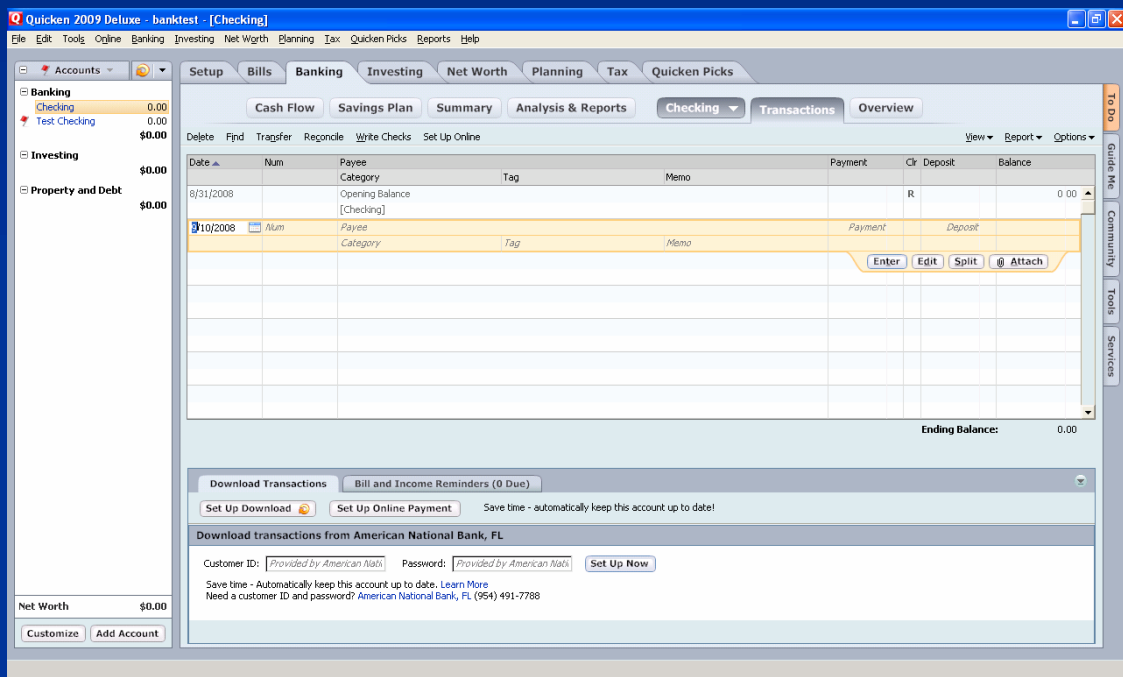 Quicken 2009 Deluxe - banktest - [Checking]
File Edit Tools Online Banking Investing Net Worth Planning Tax Quicken Picks Reports Help
Accounts
Setup Bills Banking Investing Net Worth Planning Tax Quicken Picks
Banking
Checking 0.00
Test Checking 0.00
$0.00
Investing
$0.00
Property and Debt
$0.00
Net Worth $0.00
Customize Add Account
Cash Flow Savings Plan Summary Analysis & Reports Checking Transactions Overview
Delete Find Transfer Reconcile Write Checks Set Up Online View Report Options
Date Num Payee Payment Clr Deposit Balance
Category Tag Memo
8/31/2008 Opening Balance R 0 00
[Checking]
9/10/2008 Num Payee Payment Deposit
Category Tag Memo
Enter Edit Split Attach
Ending Balance: 0.00
Download Transactions Bill and Income Reminders (0 Due)
Set Up Download Set Up Online Payment Save time - automatically keep this account up to date!
Download transactions from American National Bank, FL
Customer ID: Provided by American Nati Password: Provided by American Nati Set Up Now
Save time - Automatically keep this account up to date. Learn More
Need a customer ID and password? American National Bank, FL (954) 491-7788
To Do
Guide Me
Community
Tools
Services